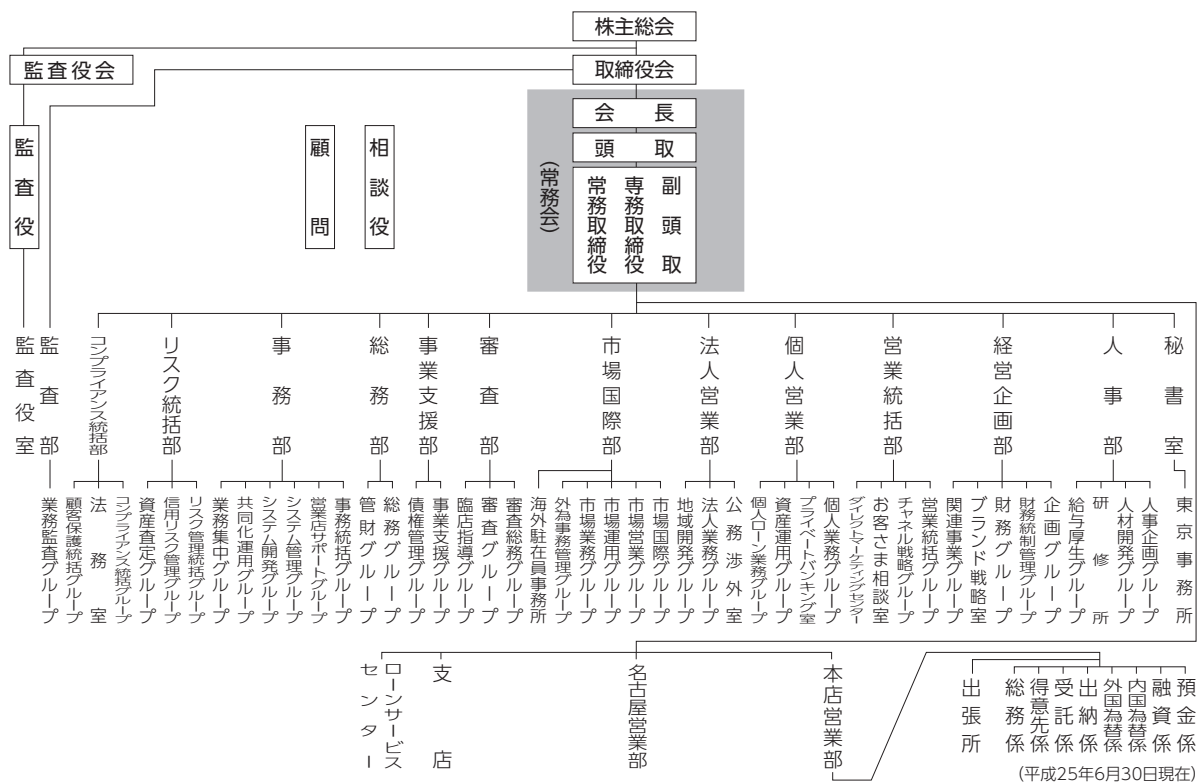 株主総会
監査役会
取締役会
会長
頭取
副頭取
専務取締役
常務取締役
(常務会)
相談役
顧問
監査役
秘書室
人事部
経営企画部
営業統括部
個人営業部
法人営業部
市場国際部
審査部
事業支援部
総務部
事務部
リスク統括部
コンプライアンス統括部
監査部
監査役室
東京事務所
人事企画グループ
人材開発グループ
研修所
給与厚生グループ
企画グループ
財務統制管理グループ
財務グループ
ブランド戦略室
関連事業グループ
営業統括グループ
チャネル戦略グループ
お客さま相談室
ダイレクトマーケティングセンター
個人業務グループ
プライベートバンキング室
資産運用グループ
個人ローン業務グループ
公務渉外室
法人業務グループ
地域開発グループ
市場国際グループ
市場営業グループ
市場運用グループ
市場業務グループ
外為事務管理グループ
海外駐在員事務所
審査総務グループ
審査グループ
臨店指導グループ
事業支援グループ
債権管理グループ
総務グループ
管財グループ
事務統括グループ
営業店サポートグループ
システム管理グループ
システム開発グループ
共同化運用グループ
業務集中グループ
リスク管理統括グループ
信用リスク管理グループ
資産査定グループ
コンプライアンス統括グループ
法務室
顧客保護統括グループ
業務監査グループ
本店営業部
名古屋営業部
支店
ローンサービス
センター
預金係
融資係
内国為替係
外国為替係
出納係
受託係
得意先係
総務係
出張所
(平成25年6月30日現在)